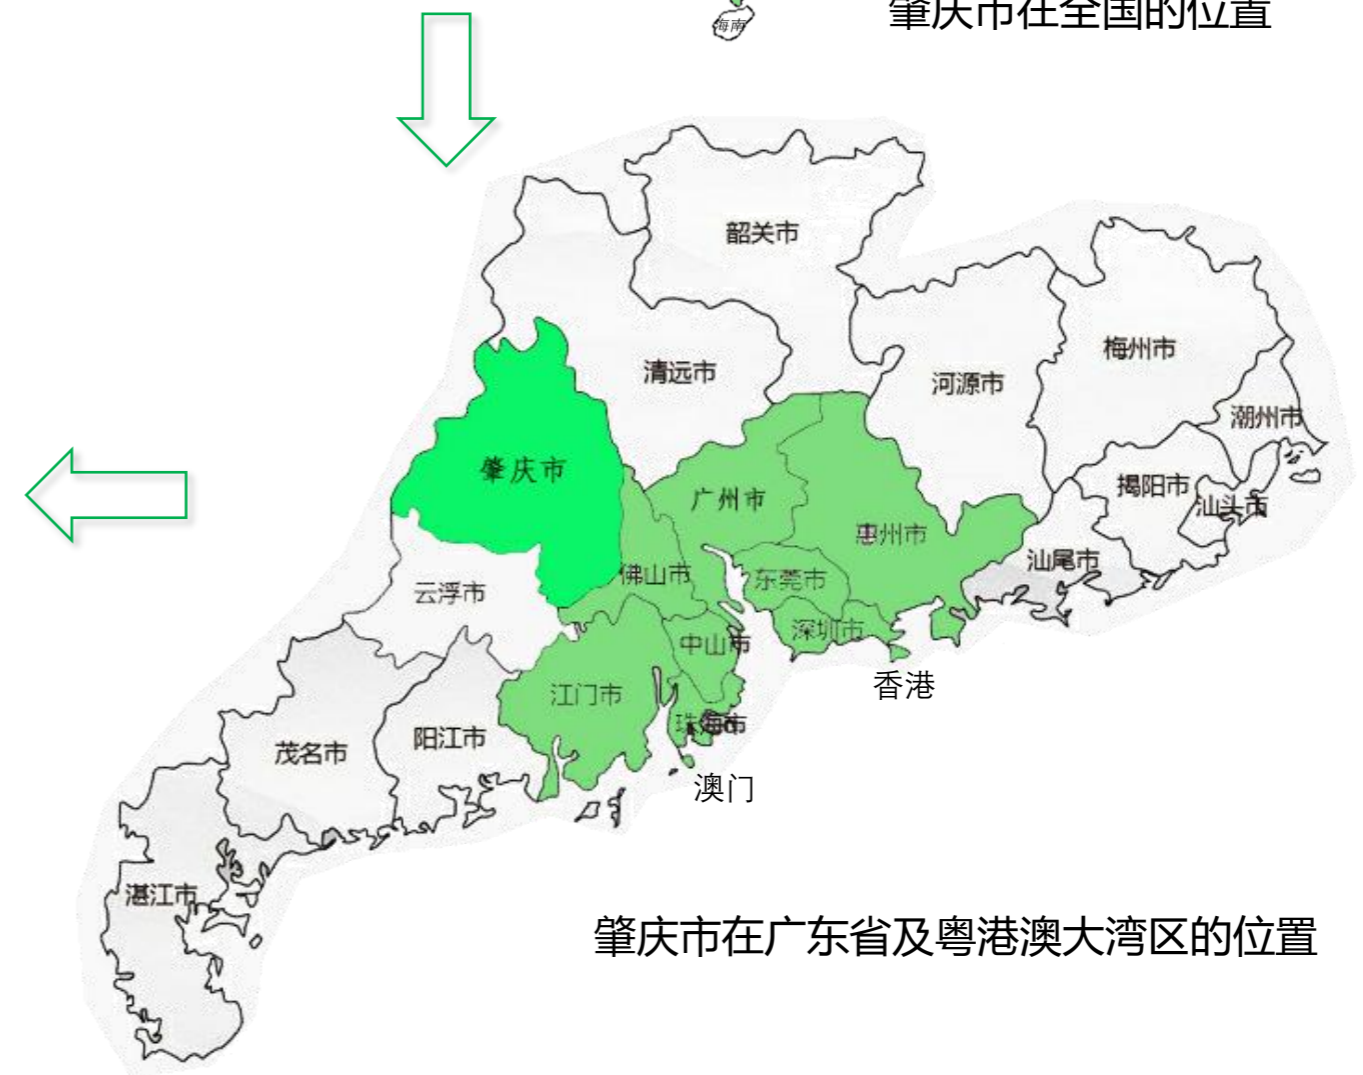 海南
肇庆市在全国的位置
韶关市
清远市
河源市
梅州市
潮州市
肇庆市
广州市
揭阳市
汕头市
惠州市
汕尾市
佛山市
东莞市
云浮市
深圳市
中山市
香港
江门市
珠海市
阳江市
茂名市
澳门
湛江市
肇庆市在广东省及粤港澳大湾区的位置